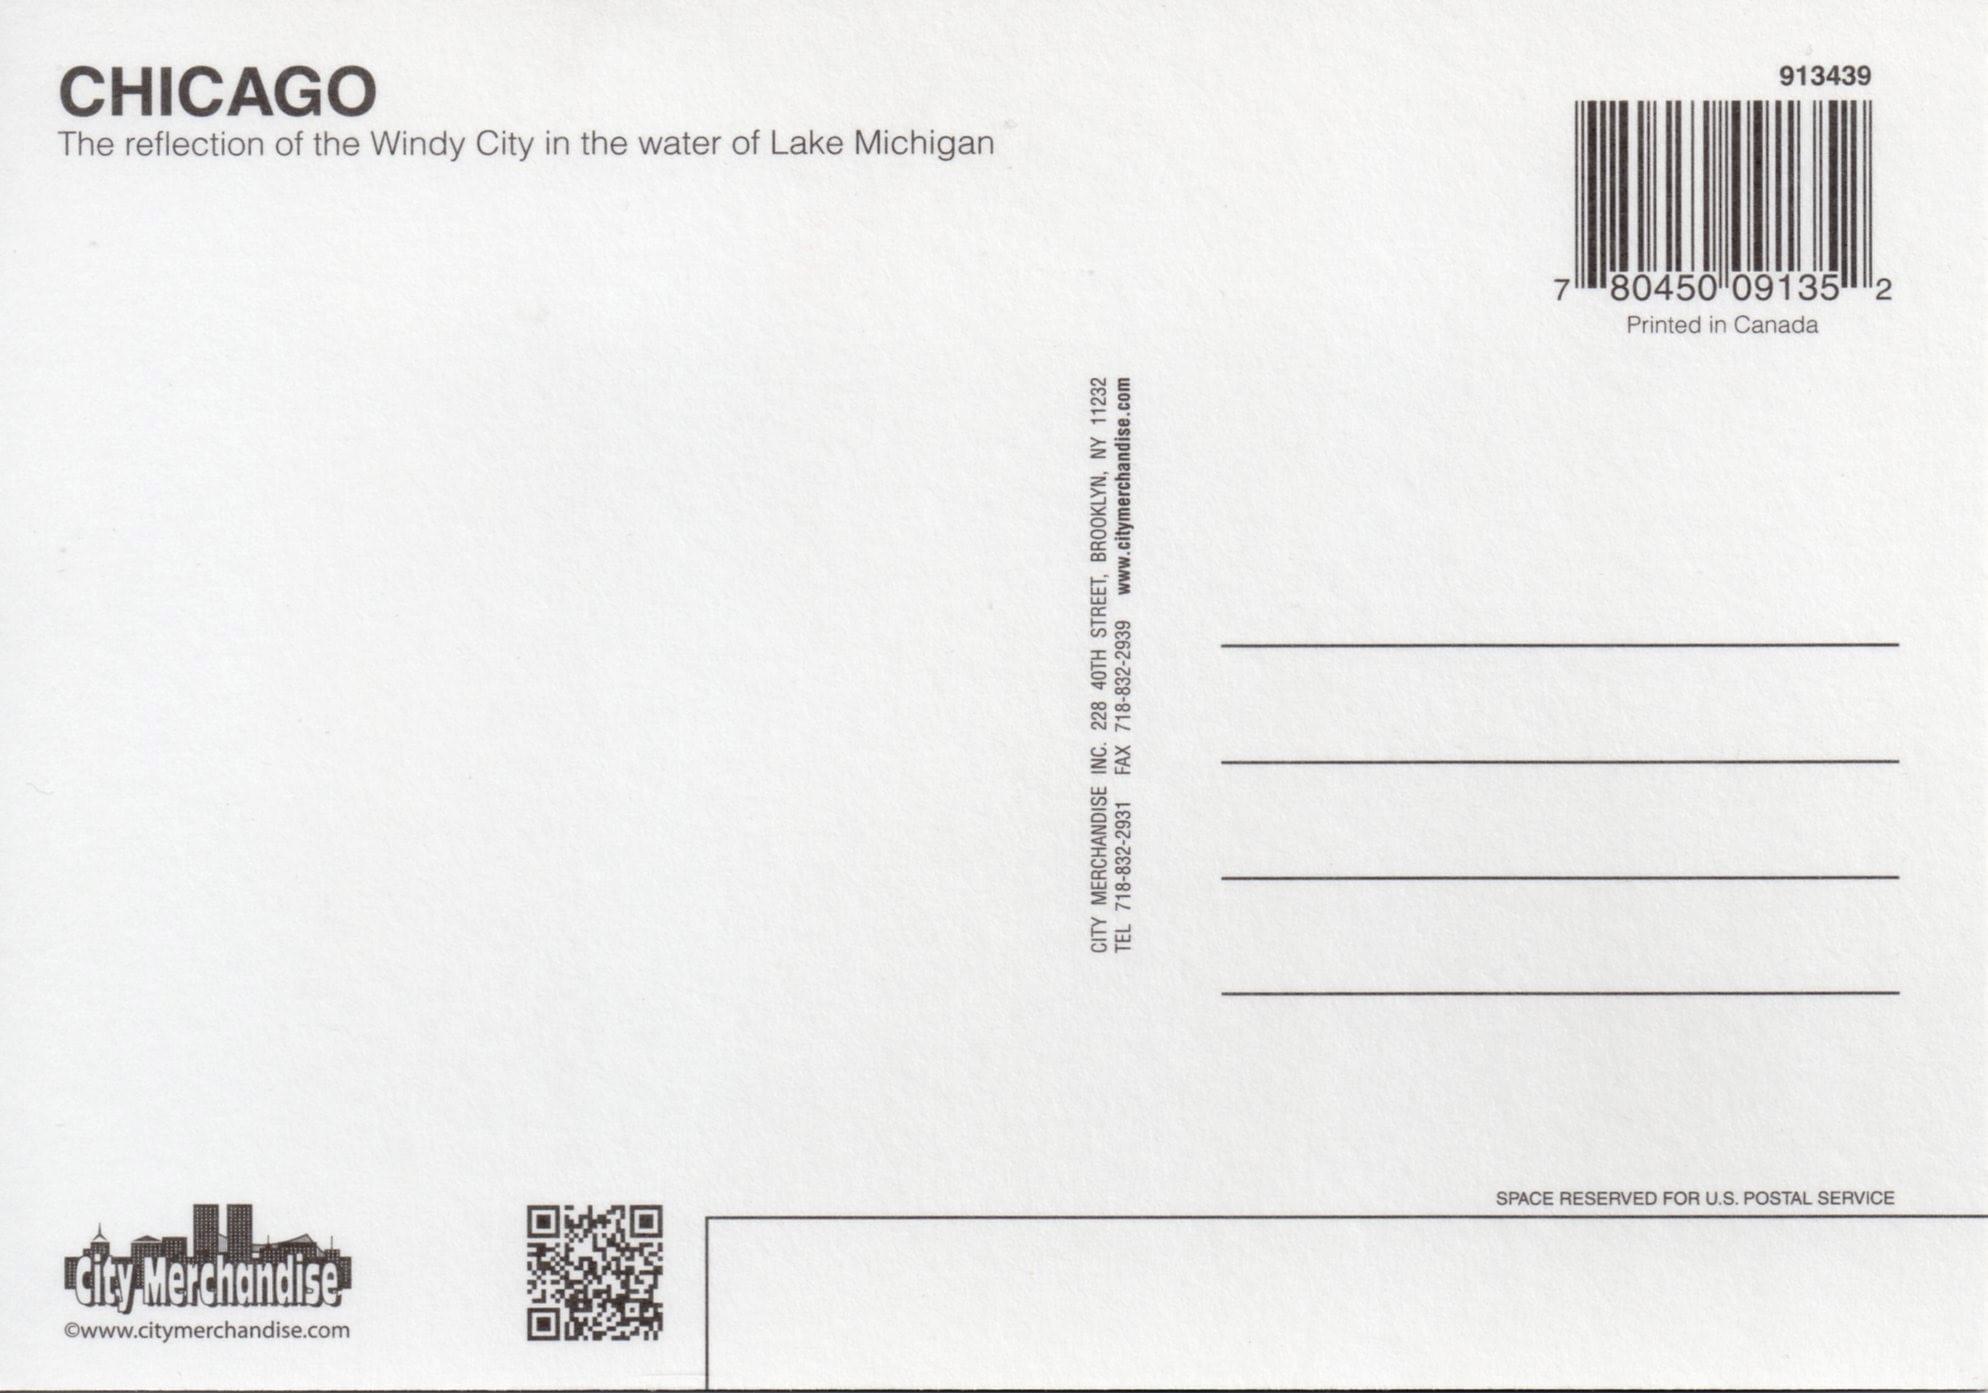 CHICAGO
The reflection of the Windy City in the water of Lake Michigan
913439
7 80450 09135 2
Printed in Canada
CITY MERCHANDISE INC. 228 40TH STREET, BROOKLYN, NY 11232
TEL 718-832-2931 FAX 718-832-2939 www.citymerchandise.com
SPACE RESERVED FOR U.S. POSTAL SERVICE
City Merchandise
©www.citymerchandise.com